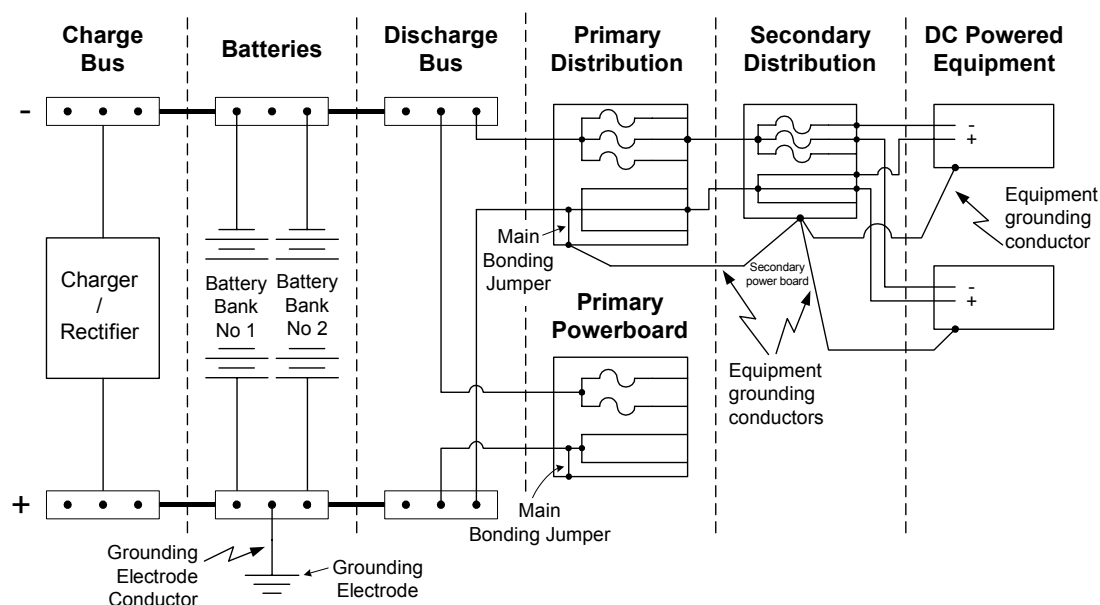 Charge
Bus
Batteries
Discharge
Bus
Primary
Distribution
Secondary
Distribution
DC Powered
Equipment
-
-
+
Equipment
grounding
conductor
Main
Bonding
Jumper
Secondary
power board
Charger
/
Rectifier
Battery
Bank
No 1
Battery
Bank
No 2
Primary
Powerboard
-
+
Equipment
grounding
conductors
+
Main
Bonding Jumper
Grounding
Electrode
Conductor
Grounding
Electrode